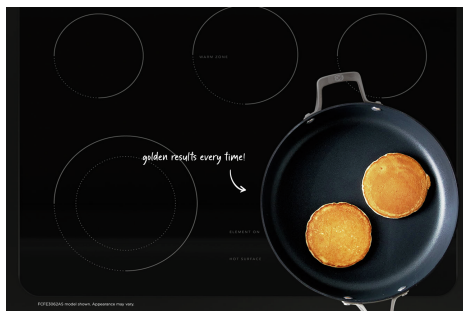 WARM ZONE
golden results every time!
ELEMENT ON
HOT SURFACE
FCFE3062AS model shown. Appearance may vary.